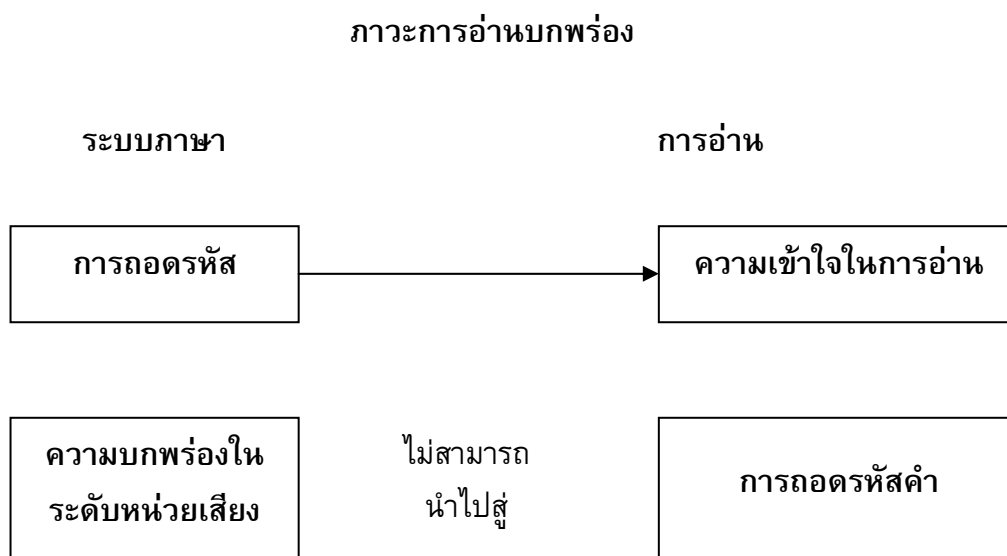 ภาวะการอ่านบกพร่อง
ระบบภาษา
การอ่าน
การถอดรหัส
ความเข้าใจในการอ่าน
ความบกพร่องใน
ระดับหน่วยเสียง
ไม่สามารถ
นำไปสู่
การถอดรหัสคำ